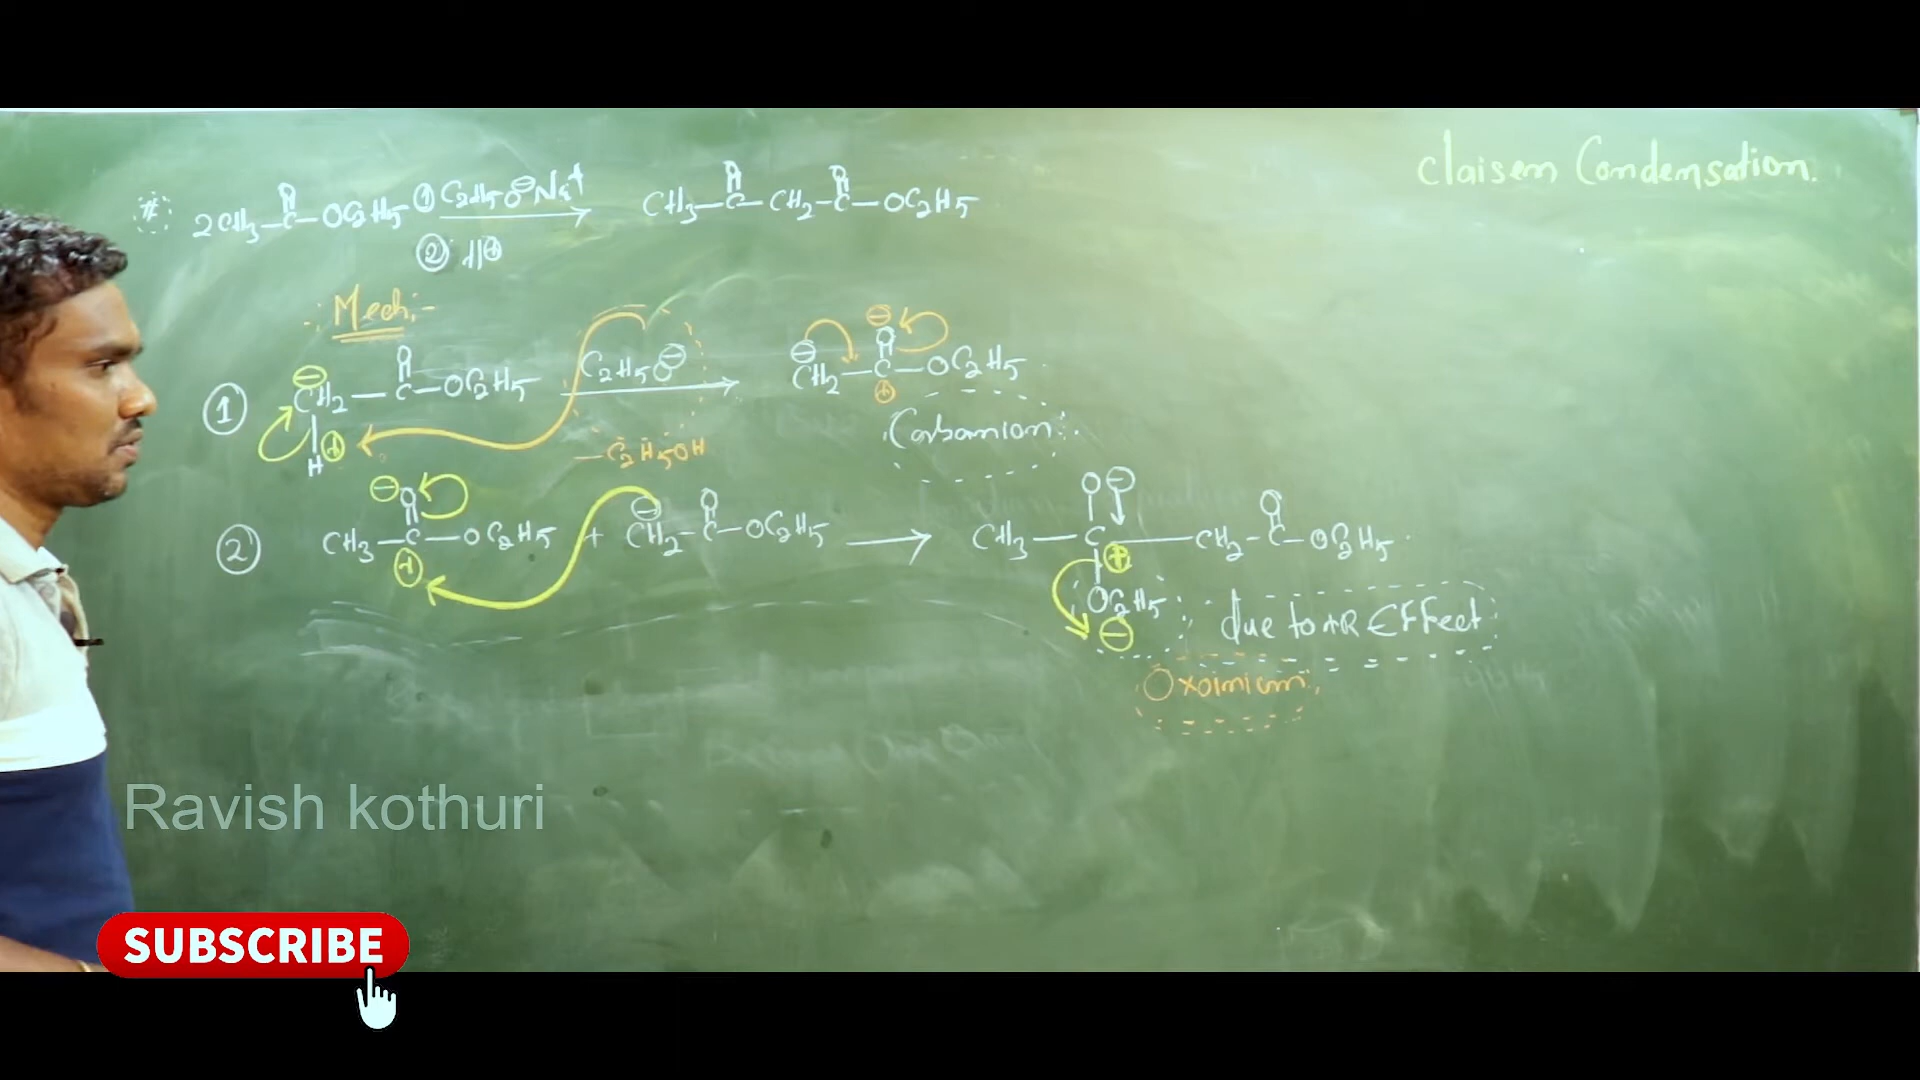 Claisen Condensation.
# 2CH3–C(=O)–OC2H5 ① C2H5O⊖Na+ ② H⊕ → CH3–C(=O)–CH2–C(=O)–OC2H5
Mech:-
① ⊖CH2–C(=O)–OC2H5 C2H5O⊖ → ⊖CH2–C(=O)–OC2H5
H ⊕ –C2H5OH Carbanion
② CH3–C(=O)–OC2H5 + ⊖CH2–C(=O)–OC2H5 → CH3–C(O⊖)–CH2–C(=O)–OC2H5
OC2H5 due to +R Effect
Oxoinium
Ravish kothuri
SUBSCRIBE